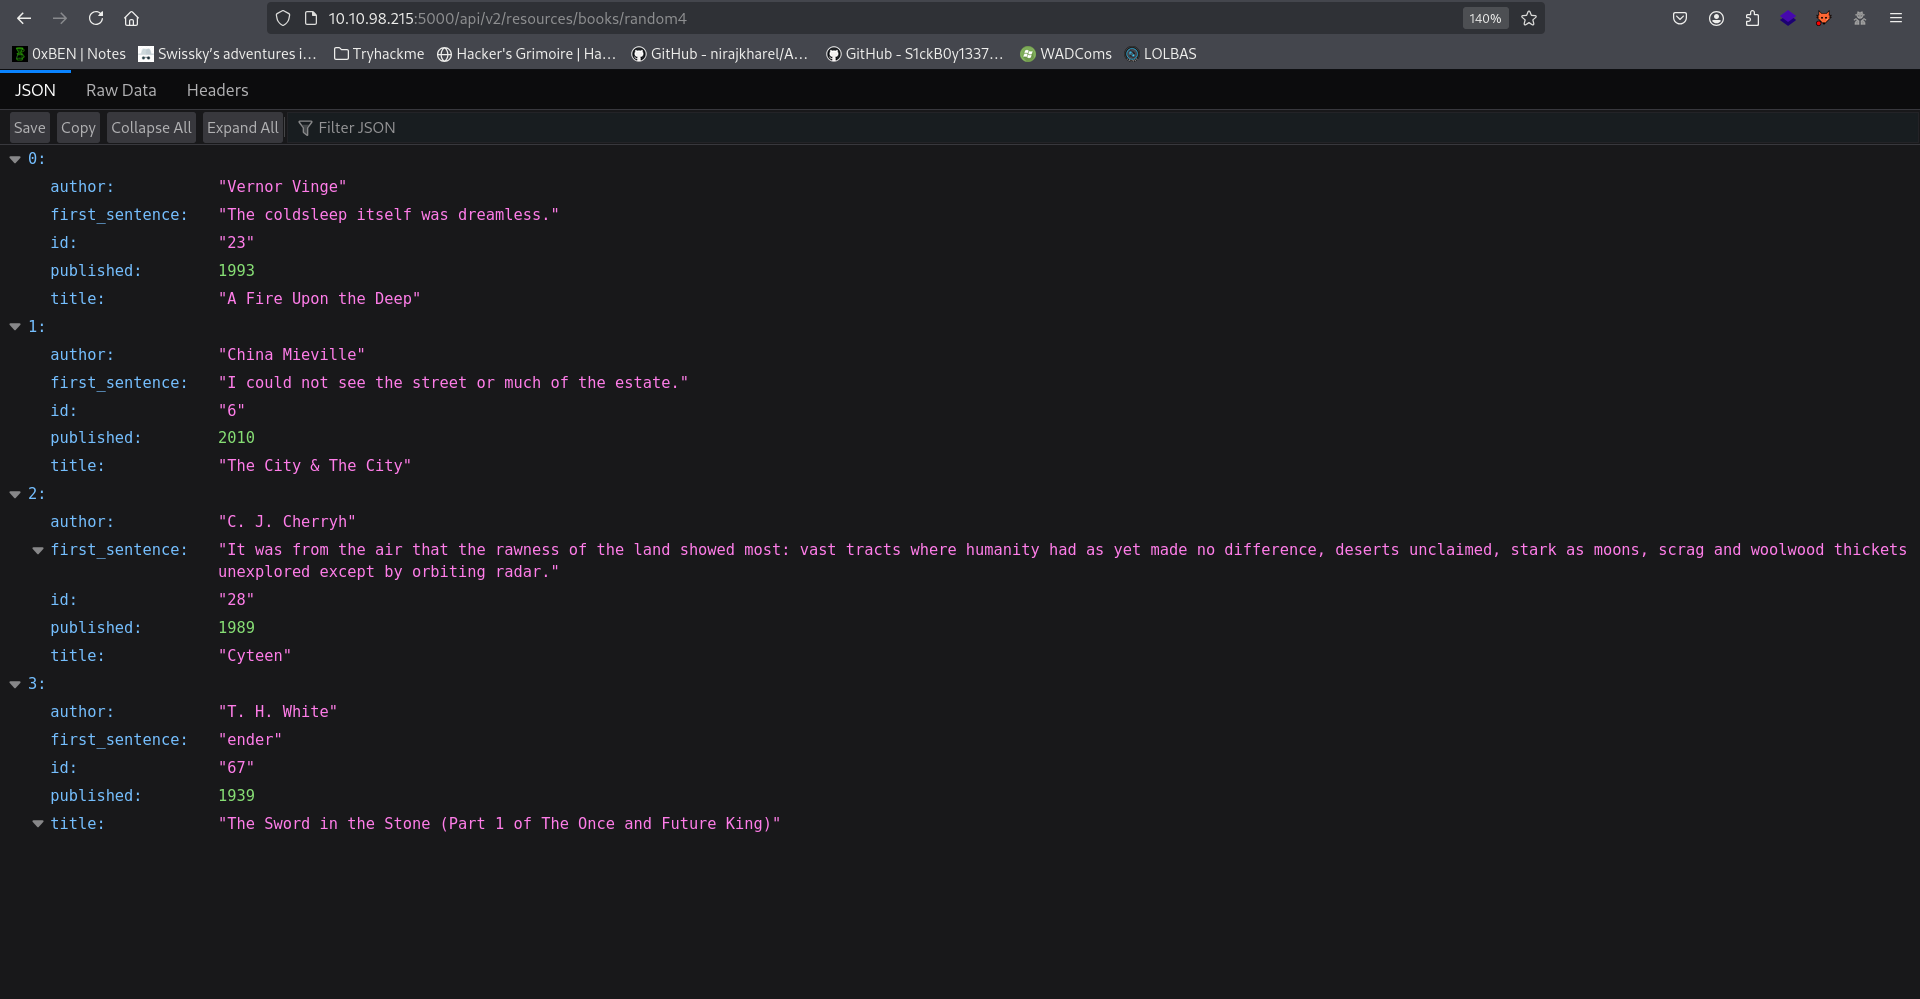 10.10.98.215:5000/api/v2/resources/books/random4
140%
0xBEN | Notes Swissky's adventures i… Tryhackme Hacker's Grimoire | Ha… GitHub - nirajkharel/A… GitHub - S1ckB0y1337… WADComs LOLBAS
JSON Raw Data Headers
Save Copy Collapse All Expand All Filter JSON
0:
author: "Vernor Vinge"
first_sentence: "The coldsleep itself was dreamless."
id: "23"
published: 1993
title: "A Fire Upon the Deep"
1:
author: "China Mieville"
first_sentence: "I could not see the street or much of the estate."
id: "6"
published: 2010
title: "The City & The City"
2:
author: "C. J. Cherryh"
first_sentence: "It was from the air that the rawness of the land showed most: vast tracts where humanity had as yet made no difference, deserts unclaimed, stark as moons, scrag and woolwood thickets
unexplored except by orbiting radar."
id: "28"
published: 1989
title: "Cyteen"
3:
author: "T. H. White"
first_sentence: "ender"
id: "67"
published: 1939
title: "The Sword in the Stone (Part 1 of The Once and Future King)"